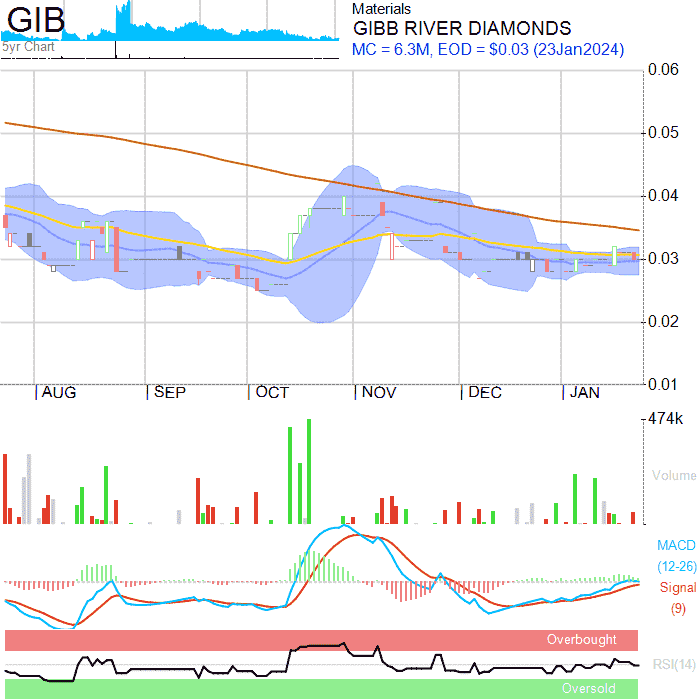 GIB
5yr Chart
Materials
GIBB RIVER DIAMONDS
MC = 6.3M, EOD = $0.03 (23Jan2024)
0.06
0.05
0.04
0.03
0.02
0.01
AUG SEP OCT NOV DEC JAN
474k
Volume
MACD
(12-26)
Signal
(9)
Overbought
RSI(14)
Oversold